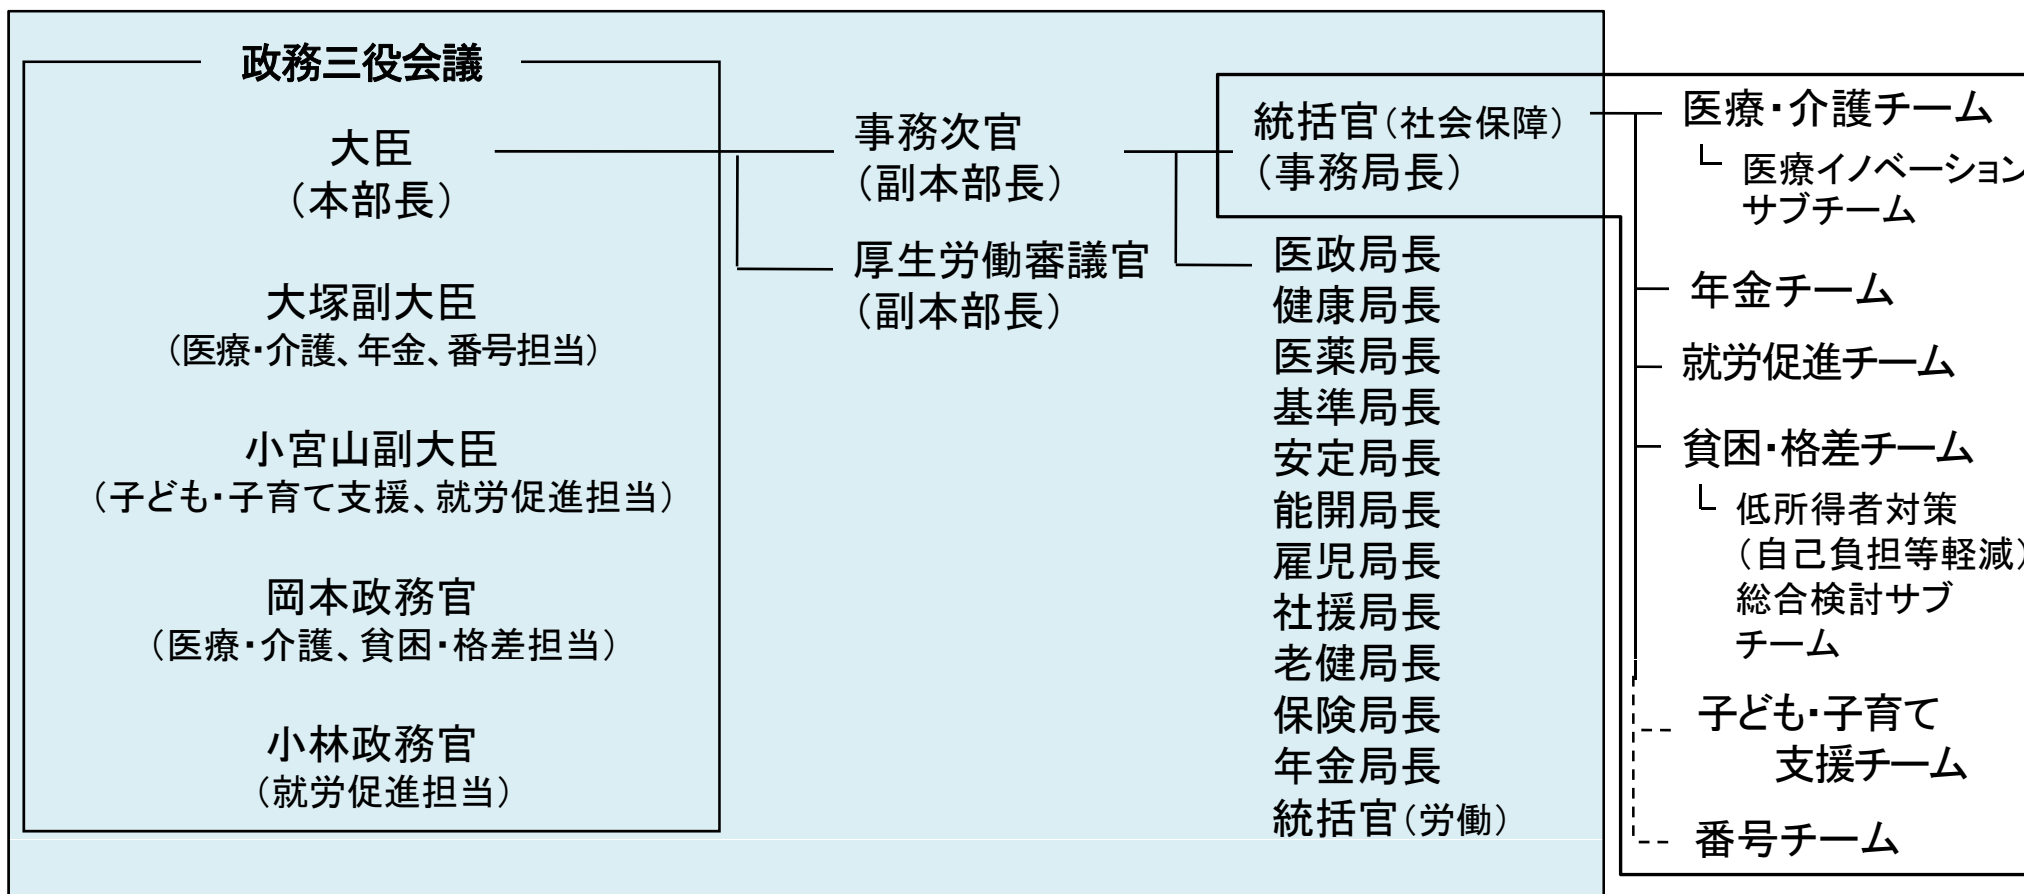 政務三役会議
大臣
（本部長）
大塚副大臣
（医療・介護、年金、番号担当）
小宮山副大臣
（子ども・子育て支援、就労促進担当）
岡本政務官
（医療・介護、貧困・格差担当）
小林政務官
（就労促進担当）
事務次官
（副本部長）
厚生労働審議官
（副本部長）
統括官（社会保障）
（事務局長）
医政局長
健康局長
医薬局長
基準局長
安定局長
能開局長
雇児局長
社援局長
老健局長
保険局長
年金局長
統括官（労働）
医療・介護チーム
医療イノベーション
サブチーム
年金チーム
就労促進チーム
貧困・格差チーム
低所得者対策
（自己負担等軽減）
総合検討サブ
チーム
子ども・子育て
支援チーム
番号チーム